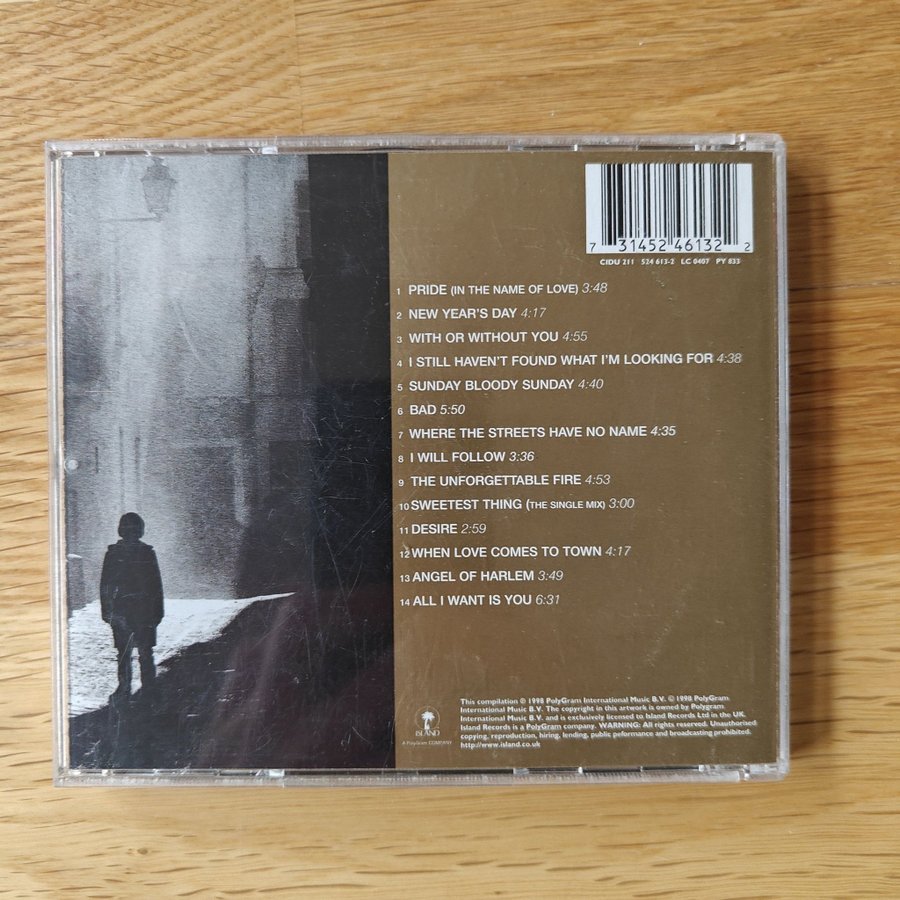 7 31452 46132 2
CIDU 211 524 613-2 LC 0407 PY 833
1 PRIDE (IN THE NAME OF LOVE) 3:48
2 NEW YEAR'S DAY 4:17
3 WITH OR WITHOUT YOU 4:55
4 I STILL HAVEN'T FOUND WHAT I'M LOOKING FOR 4:38
5 SUNDAY BLOODY SUNDAY 4:40
6 BAD 5:50
7 WHERE THE STREETS HAVE NO NAME 4:35
8 I WILL FOLLOW 3:36
9 THE UNFORGETTABLE FIRE 4:53
10 SWEETEST THING (THE SINGLE MIX) 3:00
11 DESIRE 2:59
12 WHEN LOVE COMES TO TOWN 4:17
13 ANGEL OF HARLEM 3:49
14 ALL I WANT IS YOU 6:31
ISLAND
A PolyGram COMPANY
This compilation ℗ 1998 PolyGram International Music B.V. © 1998 PolyGram
International Music B.V. The copyright in this artwork is owned by Polygram
International Music B.V. and is exclusively licensed to Island Records Ltd in the UK.
Island Records is a PolyGram company. WARNING: All rights reserved. Unauthorised
copying, reproduction, hiring, lending, public peformance and broadcasting prohibited.
http://www.island.co.uk